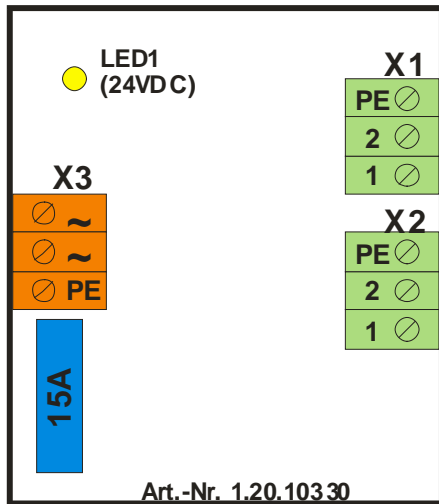 LED1
(24VDC)
X1
PE
2
1
X3
~
~
PE
X2
PE
2
1
15A
Art.-Nr. 1.20.10330